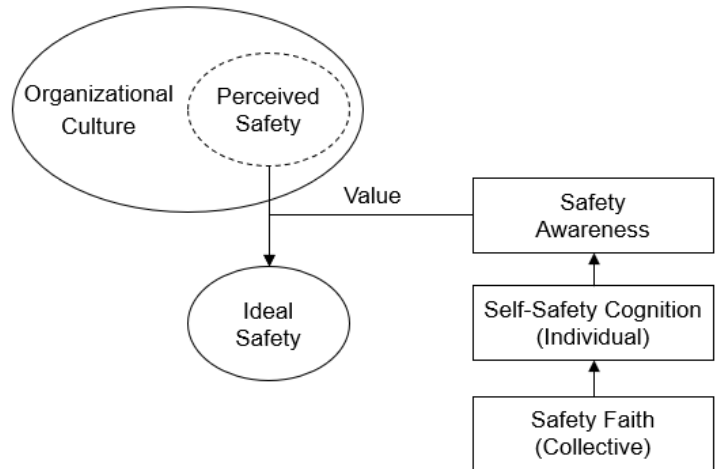 Organizational
Culture
Perceived
Safety
Value
Safety
Awareness
Ideal
Safety
Self-Safety Cognition
(Individual)
Safety Faith
(Collective)